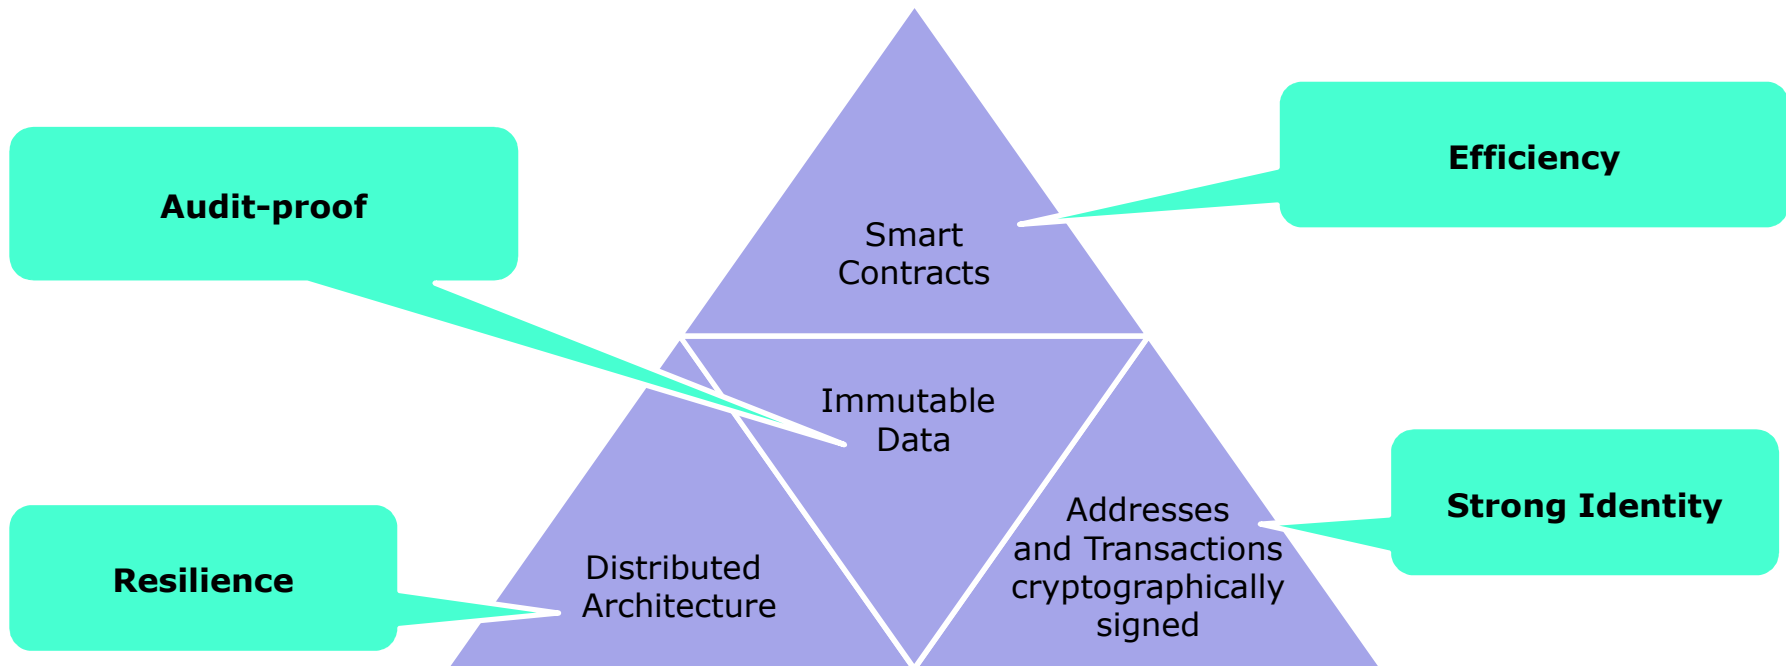 Efficiency
Audit-proof
Smart
Contracts
Immutable
Data
Strong Identity
Addresses
and Transactions
cryptographically
signed
Resilience
Distributed
Architecture